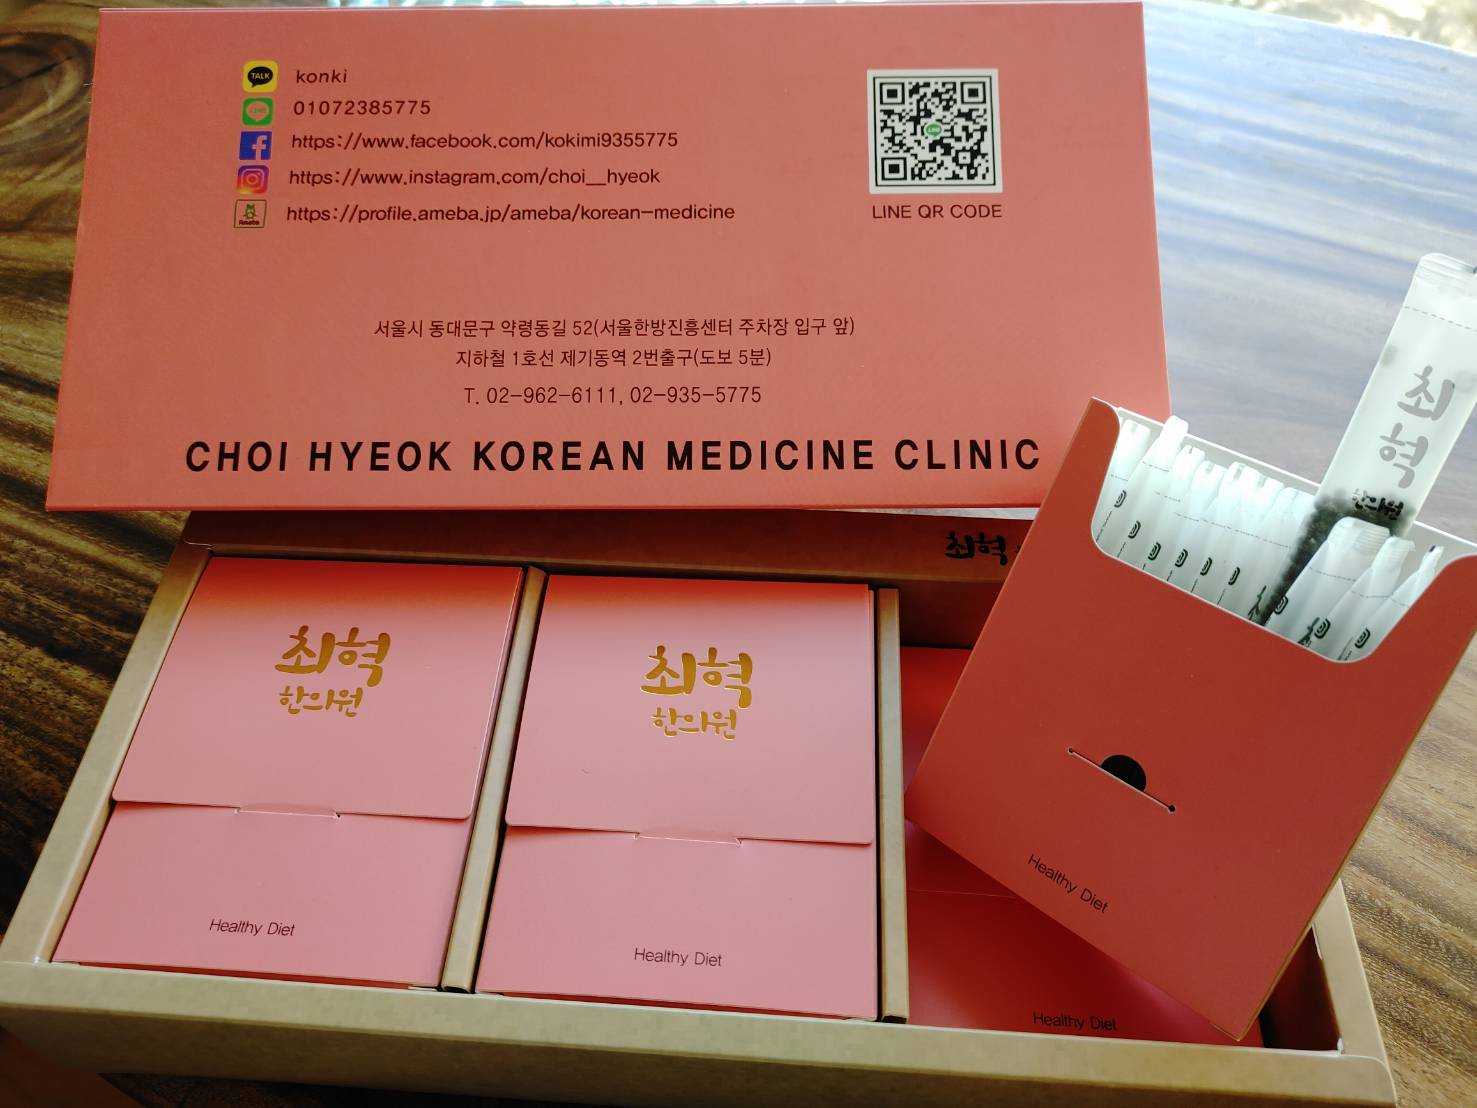 TALK konki
LINE 01072385775
https://www.facebook.com/kokimi9355775
https://www.instagram.com/choi__hyeok
Ameba https://profile.ameba.jp/ameba/korean-medicine
LINE QR CODE
서울시 동대문구 약령동길 52(서울한방진흥센터 주차장 입구 앞)
지하철 1호선 제기동역 2번출구(도보 5분)
T. 02-962-6111, 02-935-5775
CHOI HYEOK KOREAN MEDICINE CLINIC
최혁
최혁
한의원
Healthy Diet
최혁
한의원
Healthy Diet
Healthy Diet
최혁
한의원
Healthy Diet